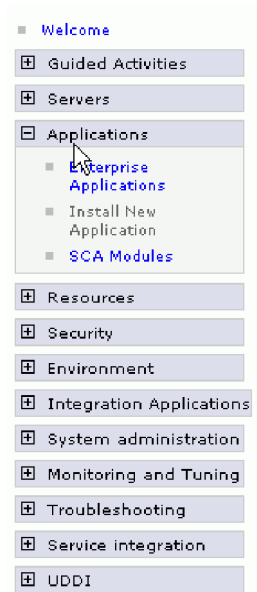 Welcome
Guided Activities
Servers
Applications
Enterprise
Applications
Install New
Application
SCA Modules
Resources
Security
Environment
Integration Applications
System administration
Monitoring and Tuning
Troubleshooting
Service integration
UDDI